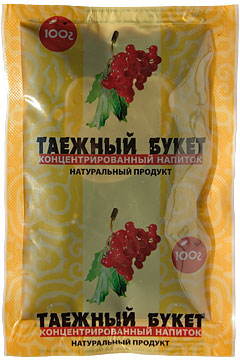 100г
ТАЕЖНЫЙ БУКЕТ
КОНЦЕНТРИРОВАННЫЙ НАПИТОК
НАТУРАЛЬНЫЙ ПРОДУКТ
100г
ТАЕЖНЫЙ БУКЕТ
КОНЦЕНТРИРОВАННЫЙ НАПИТОК
НАТУРАЛЬНЫЙ ПРОДУКТ